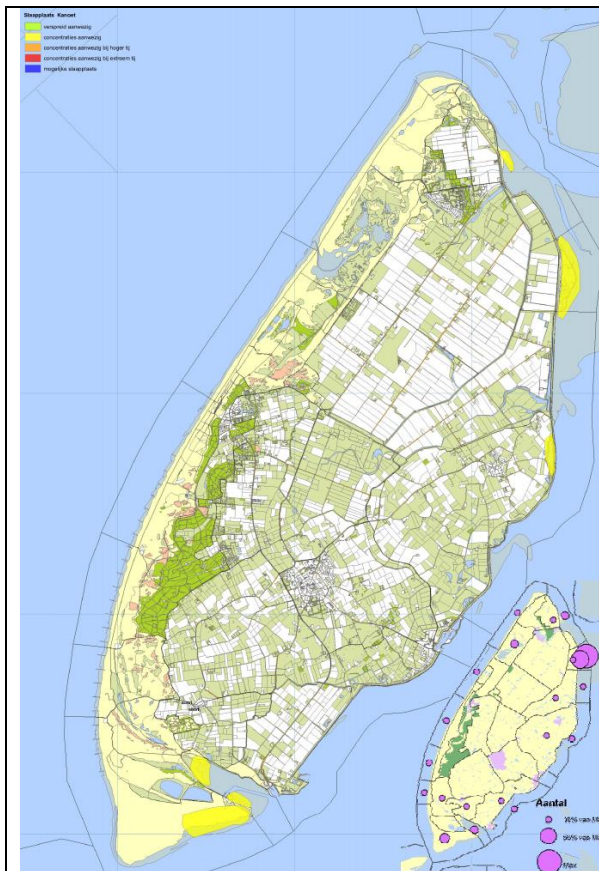 Slaapplaats Kanoet
verspreid aanwezig
concentraties aanwezig
concentraties aanwezig bij hoger tij
concentraties aanwezig bij extreem tij
mogelijke slaapplaats
Aantal
Max